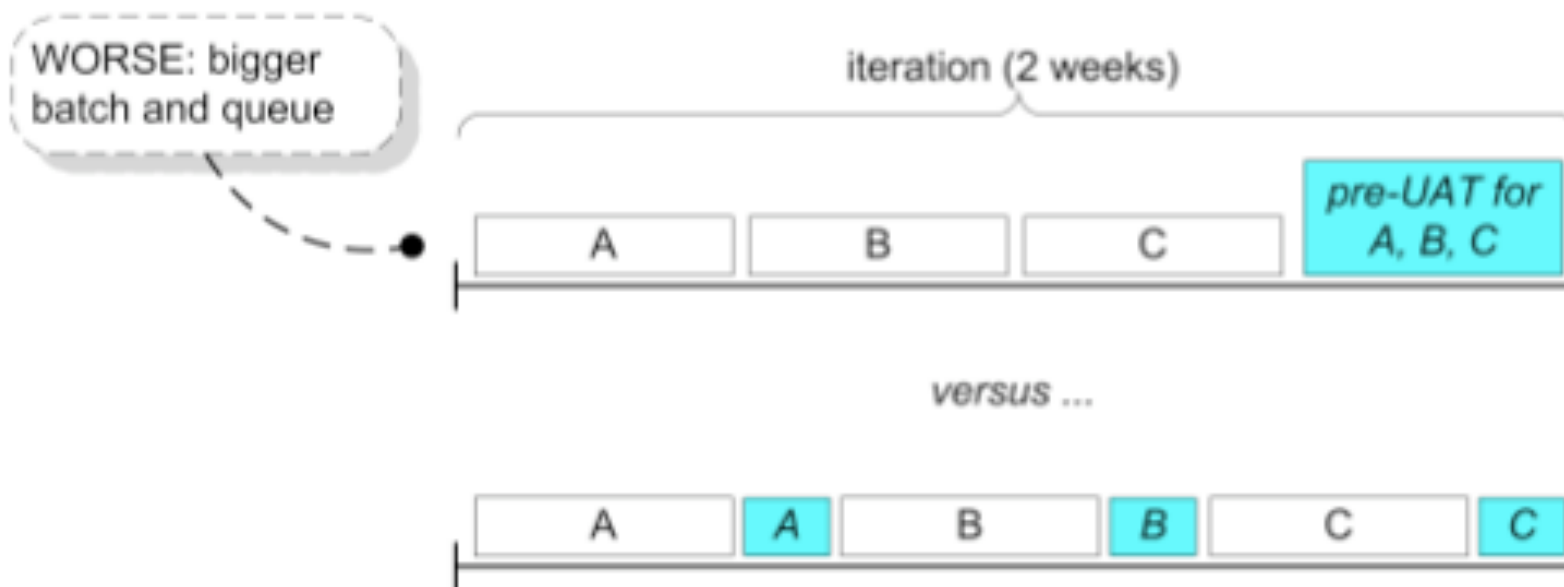 WORSE: bigger
batch and queue
iteration (2 weeks)
A
B
C
pre-UAT for
A, B, C
versus ...
A
A
B
B
C
C